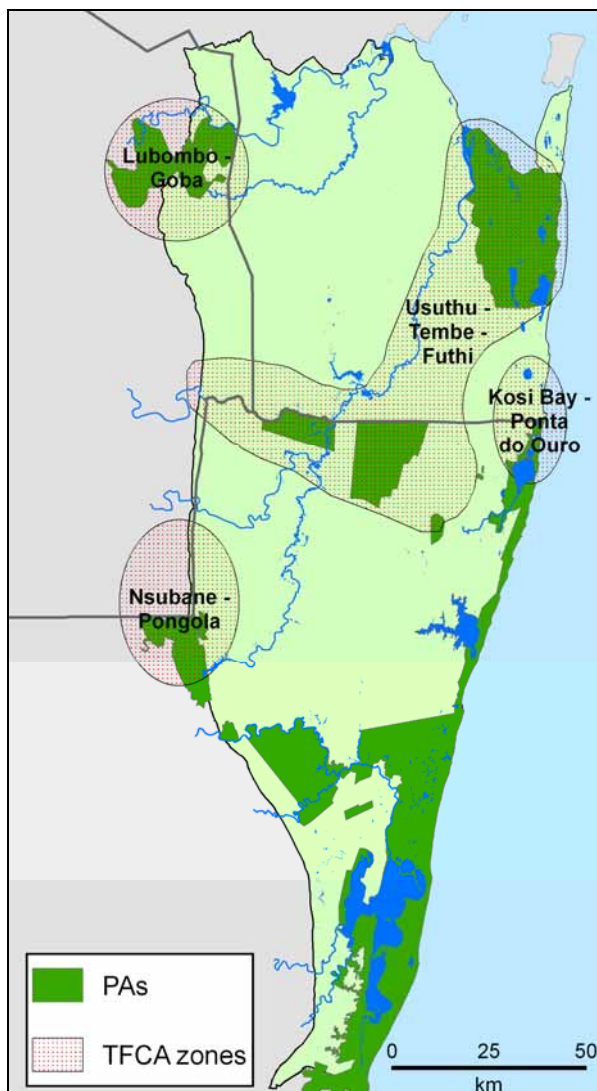 Lubombo -
Goba
Usuthu -
Tembe -
Futhi
Kosi Bay -
Ponta
do Ouro
Nsubane -
Pongola
PAs
TFCA zones
0 25 50
km